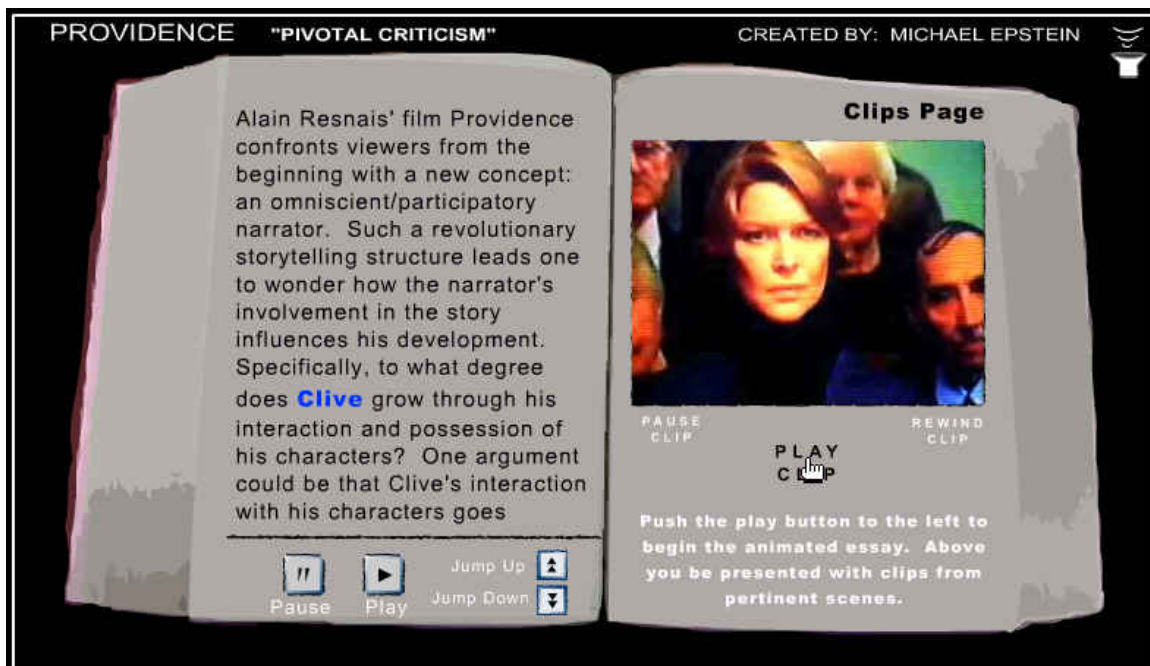 PROVIDENCE "PIVOTAL CRITICISM" CREATED BY: MICHAEL EPSTEIN
Alain Resnais' film Providence
confronts viewers from the
beginning with a new concept:
an omniscient/participatory
narrator. Such a revolutionary
storytelling structure leads one
to wonder how the narrator's
involvement in the story
influences his development.
Specifically, to what degree
does Clive grow through his
interaction and possession of
his characters? One argument
could be that Clive's interaction
with his characters goes
Pause
Play
Jump Up
Jump Down
Clips Page
PAUSE
CLIP
REWIND
CLIP
PLAY
CLIP
Push the play button to the left to
begin the animated essay. Above
you be presented with clips from
pertinent scenes.